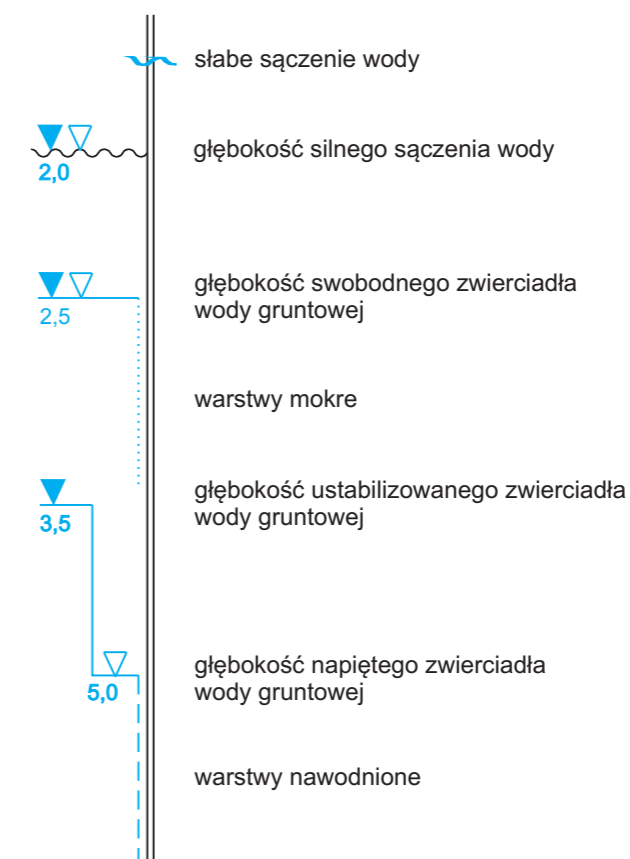 słabe sączenie wody
głębokość silnego sączenia wody
2,0
głębokość swobodnego zwierciadła
wody gruntowej
2,5
warstwy mokre
głębokość ustabilizowanego zwierciadła
wody gruntowej
3,5
głębokość napiętego zwierciadła
wody gruntowej
5,0
warstwy nawodnione